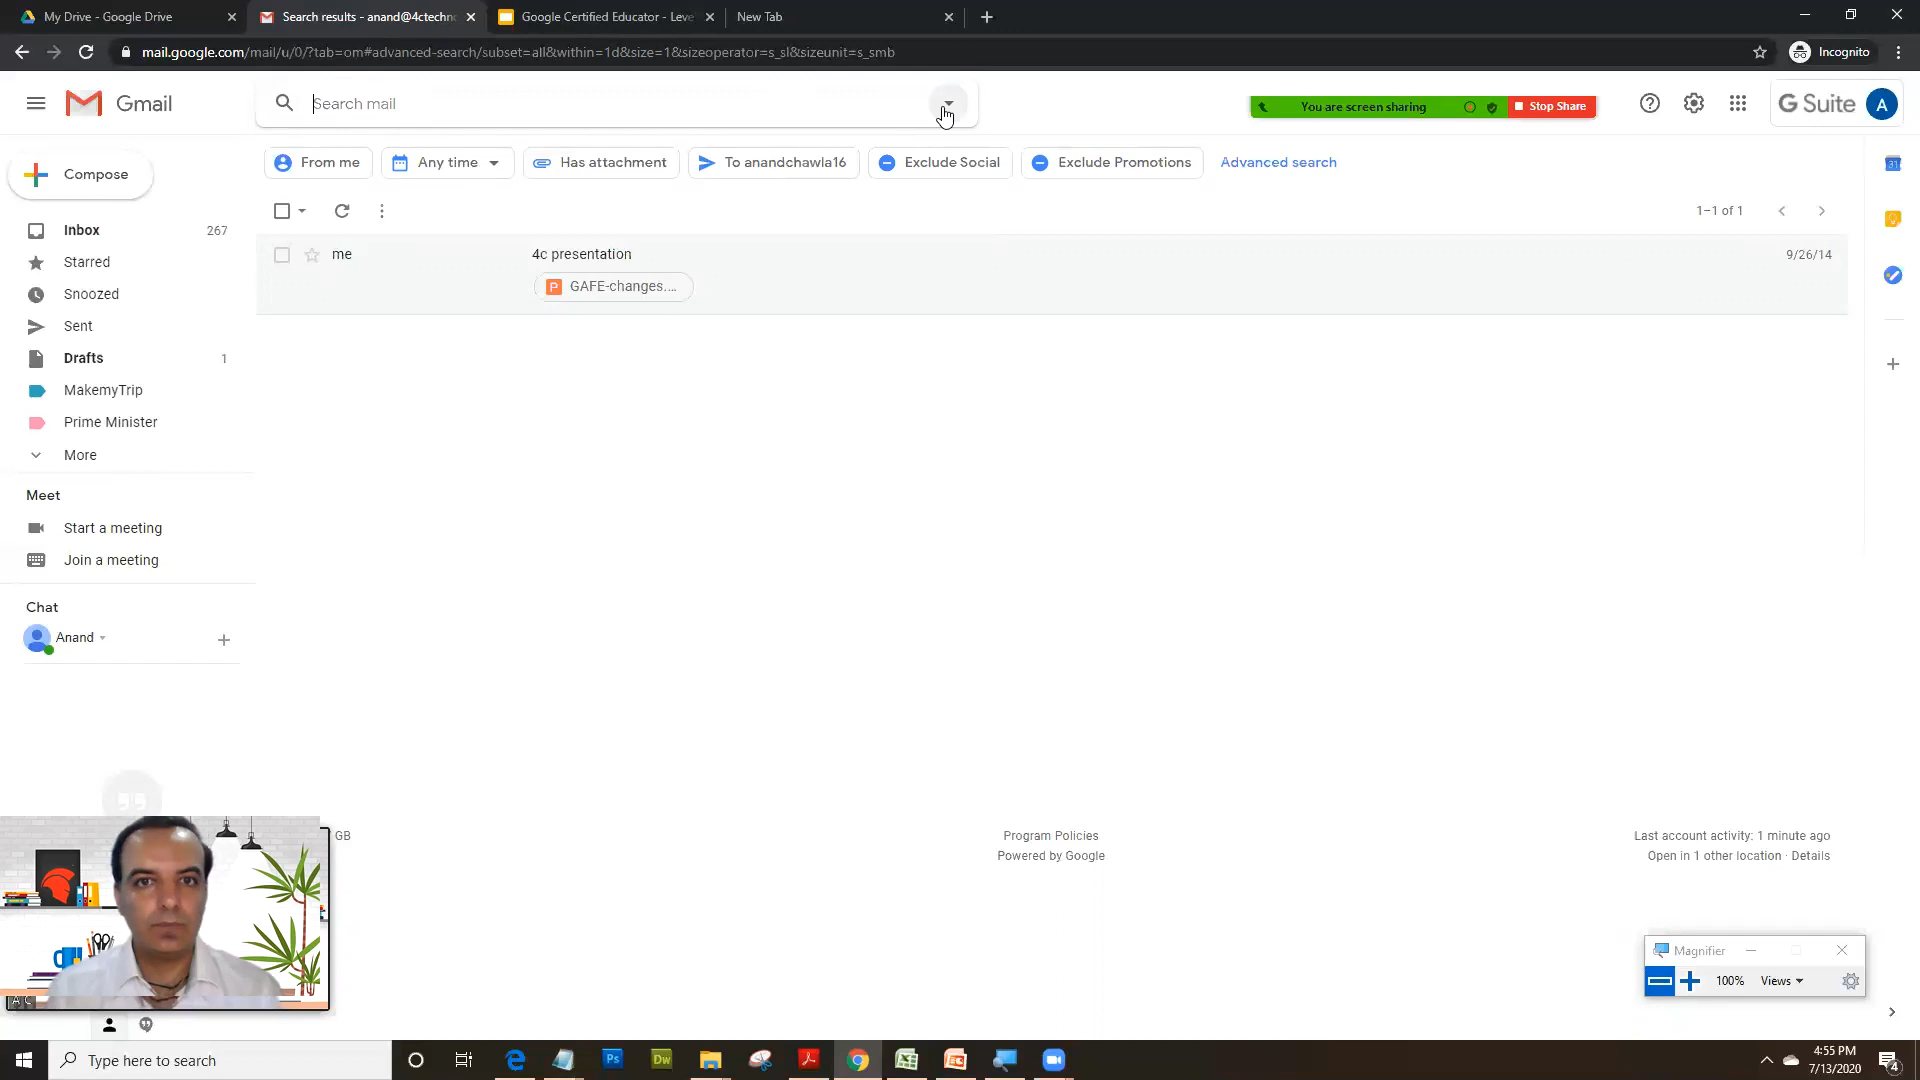 My Drive - Google Drive
Search results - anand@4ctechno
Google Certified Educator - Leve
New Tab
mail.google.com/mail/u/0/?tab=om#advanced-search/subset=all&within=1d&size=1&sizeoperator=s_sl&sizeunit=s_smb
Incognito
Gmail
Search mail
You are screen sharing
Stop Share
G Suite
A
Compose
From me
Any time
Has attachment
To anandchawla16
Exclude Social
Exclude Promotions
Advanced search
31
1–1 of 1
Inbox 267
Starred
Snoozed
Sent
Drafts 1
MakemyTrip
Prime Minister
More
me 4c presentation 9/26/14
P GAFE-changes....
Meet
Start a meeting
Join a meeting
Chat
Anand
GB
Program Policies
Powered by Google
Last account activity: 1 minute ago
Open in 1 other location · Details
Magnifier
100% Views
A C
Type here to search
Ps
Dw
4:55 PM
7/13/2020
4